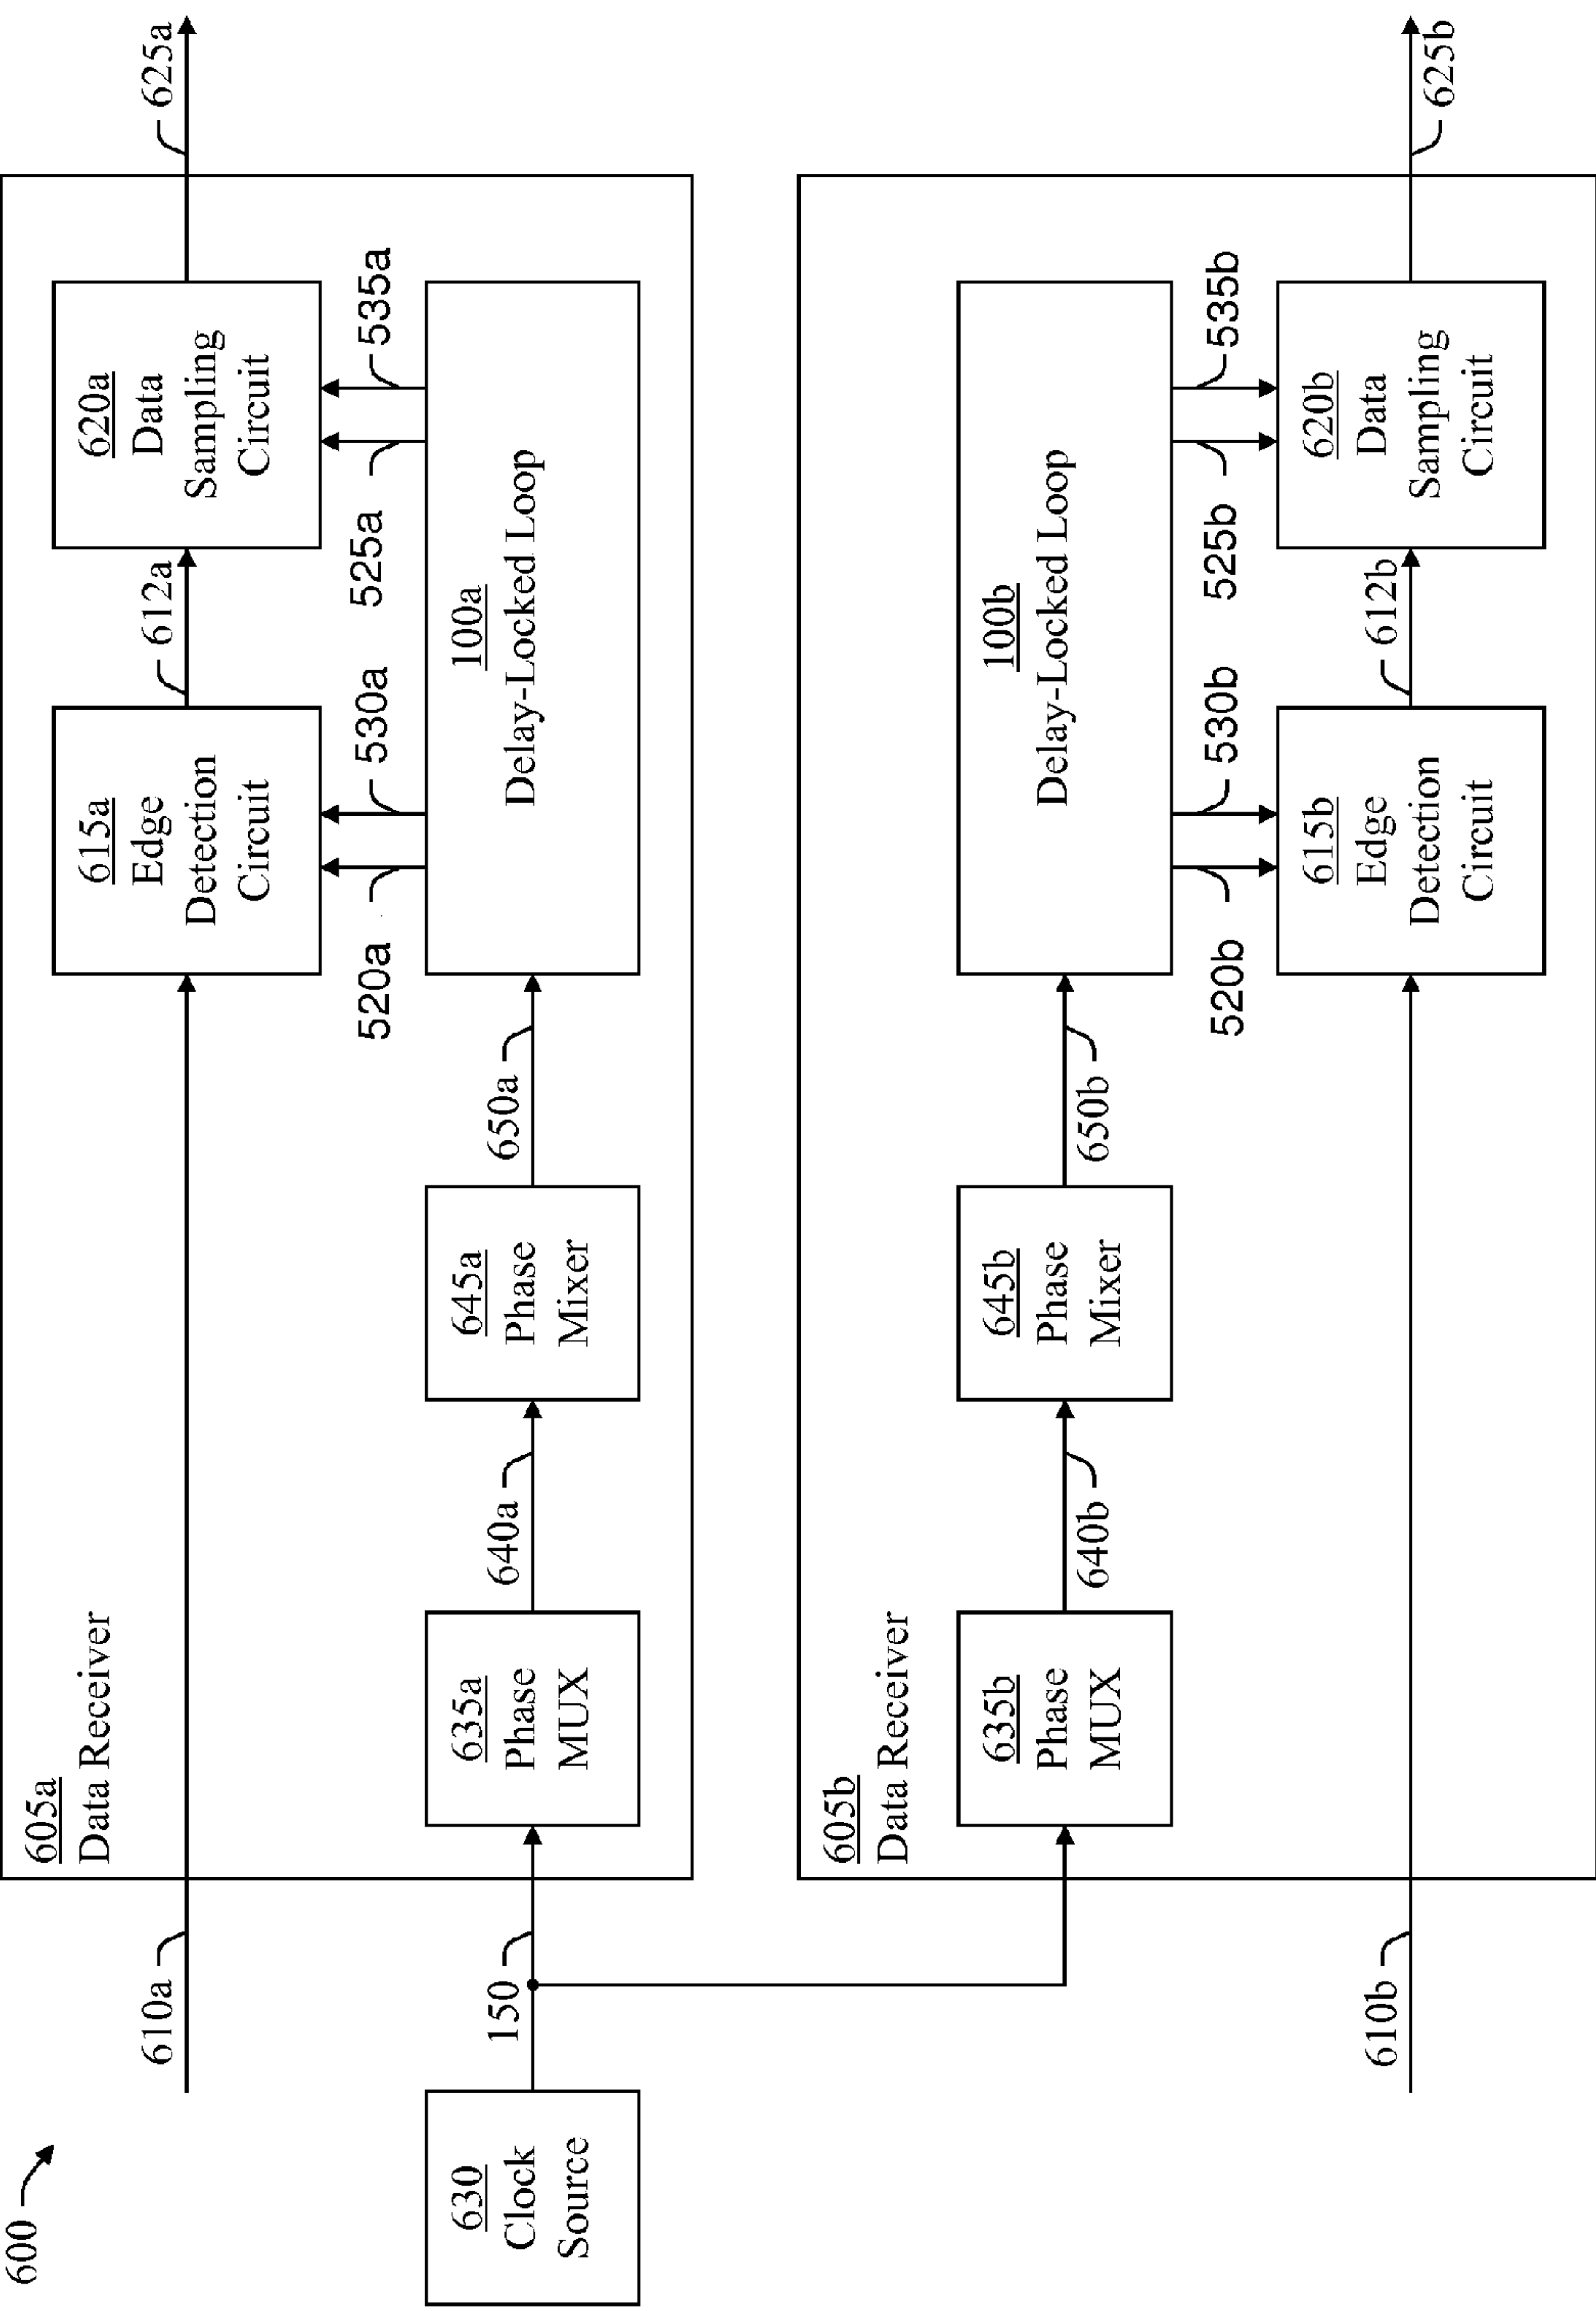 600
610a
605a
Data Receiver
615a
Edge
Detection
Circuit
612a
620a
Data
Sampling
Circuit
625a
520a
530a
525a
535a
630
Clock
Source
150
635a
Phase
MUX
640a
645a
Phase
Mixer
650a
100a
Delay-Locked Loop
605b
Data Receiver
635b
Phase
MUX
640b
645b
Phase
Mixer
650b
100b
Delay-Locked Loop
520b
530b
525b
535b
610b
615b
Edge
Detection
Circuit
612b
620b
Data
Sampling
Circuit
625b